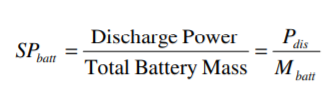 SP_batt = Discharge Power / Total Battery Mass = P_dis / M_batt